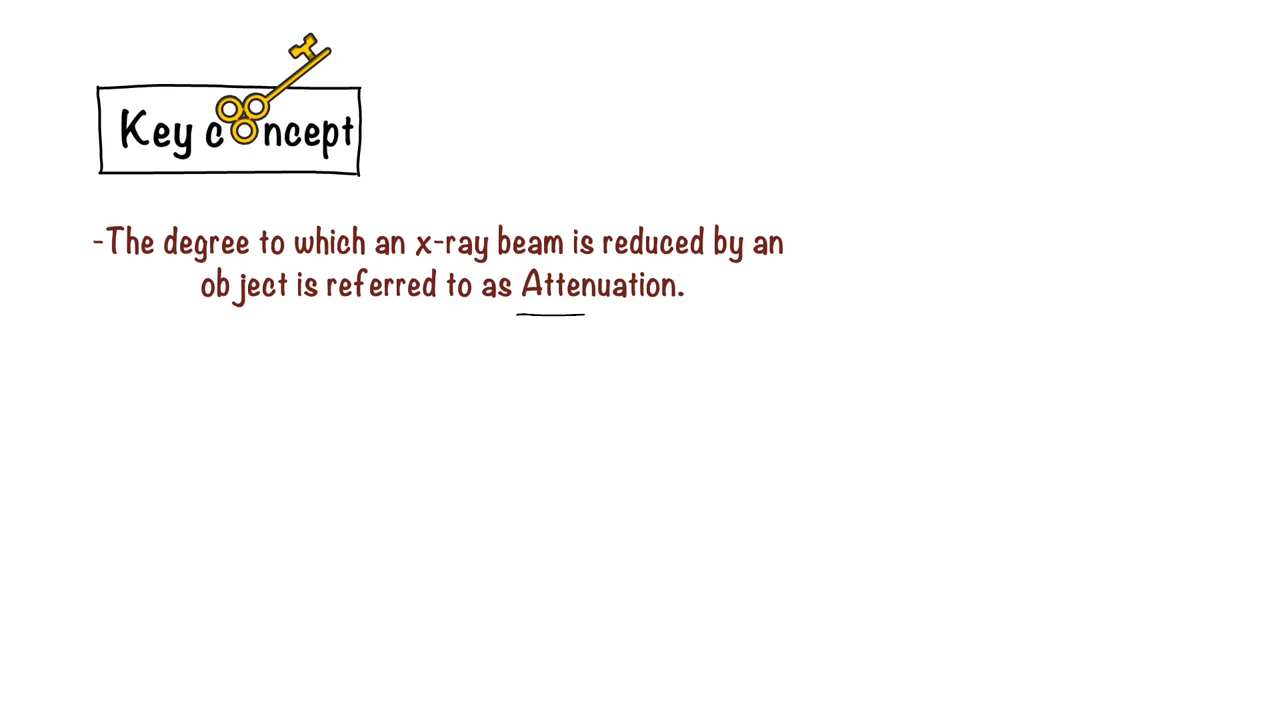 Key concept
-The degree to which an x-ray beam is reduced by an
object is referred to as Attenuation.